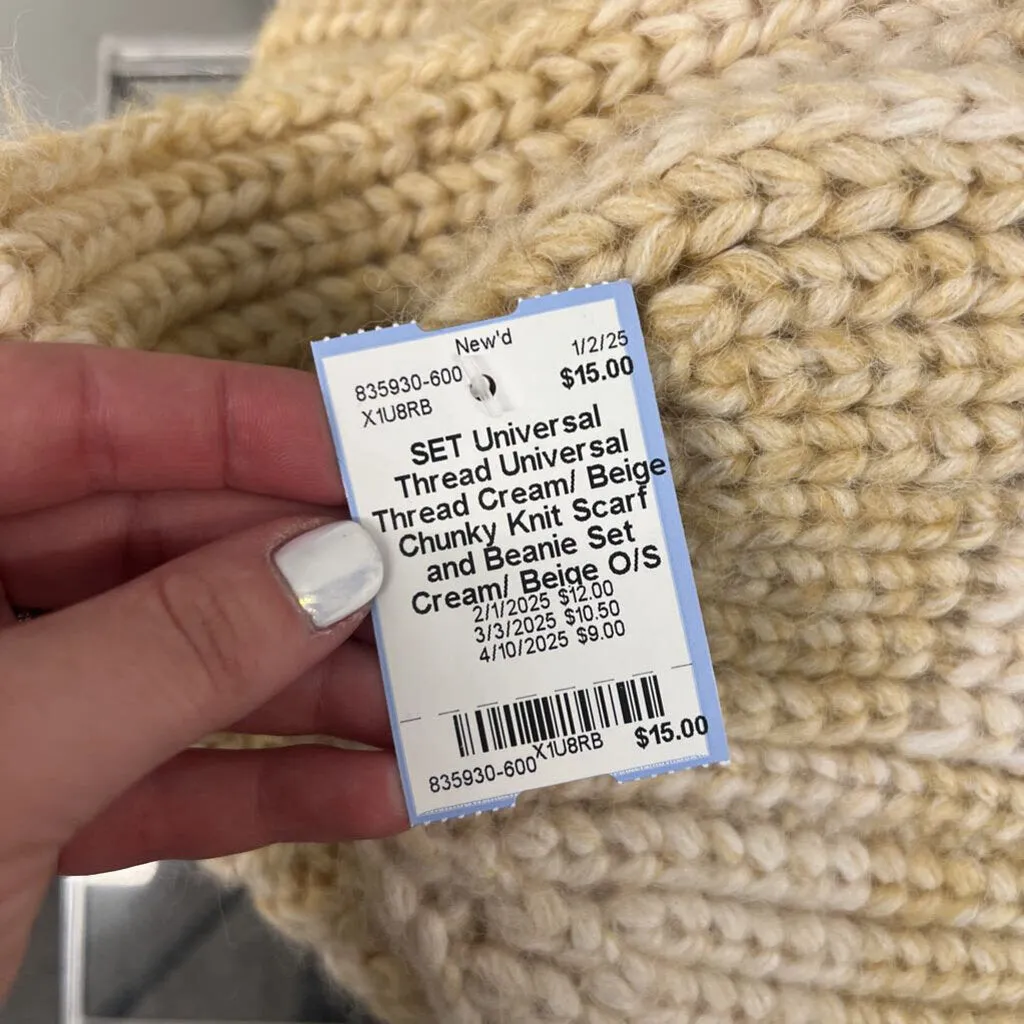 New'd
1/2/25
835930-600
$15.00
X1U8RB
SET Universal
Thread Universal
Thread Cream/ Beige
Chunky Knit Scarf
and Beanie Set
Cream/ Beige O/S
2/1/2025 $12.00
3/3/2025 $10.50
4/10/2025 $9.00
X1U8RB
$15.00
835930-600